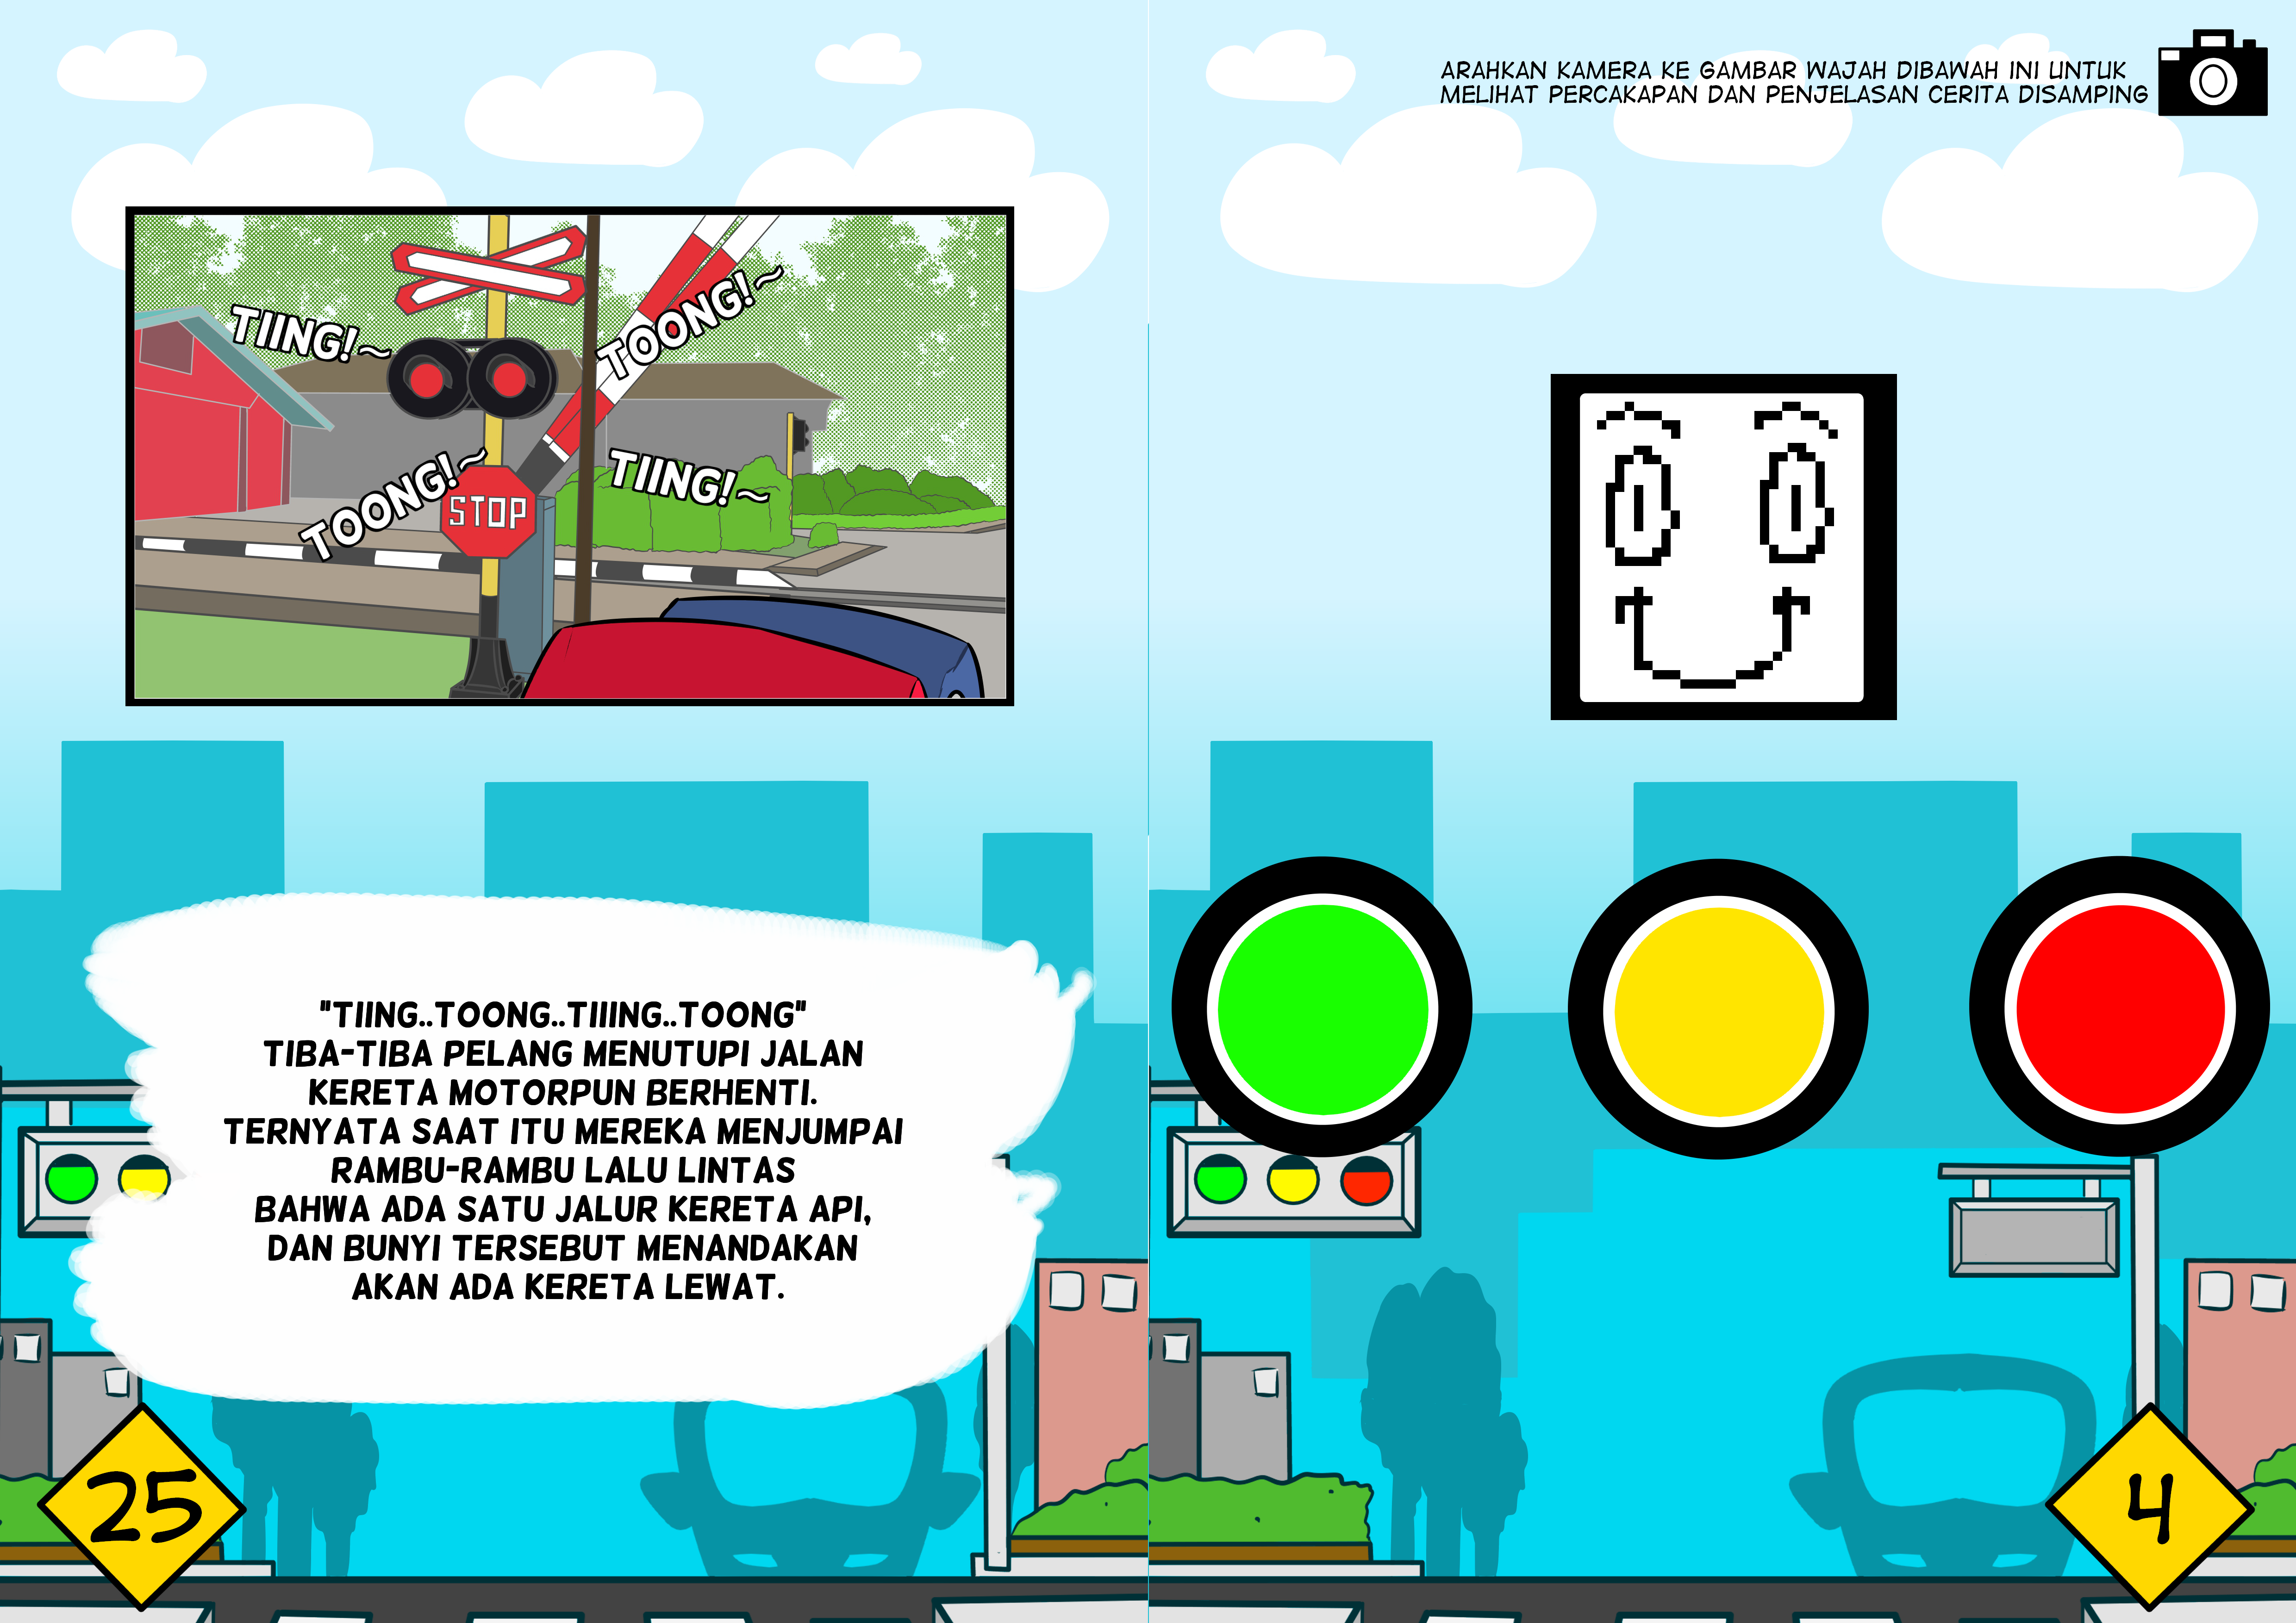 TIING!~
TOONG!~
TOONG!~
TIING!~
STOP
"TIING..TOONG..TIIING..TOONG"
TIBA-TIBA PELANG MENUTUPI JALAN
KERETA MOTORPUN BERHENTI.
TERNYATA SAAT ITU MEREKA MENJUMPAI
RAMBU-RAMBU LALU LINTAS
BAHWA ADA SATU JALUR KERETA API,
DAN BUNYI TERSEBUT MENANDAKAN
AKAN ADA KERETA LEWAT.
25
ARAHKAN KAMERA KE GAMBAR WAJAH DIBAWAH INI UNTUK
MELIHAT PERCAKAPAN DAN PENJELASAN CERITA DISAMPING
4